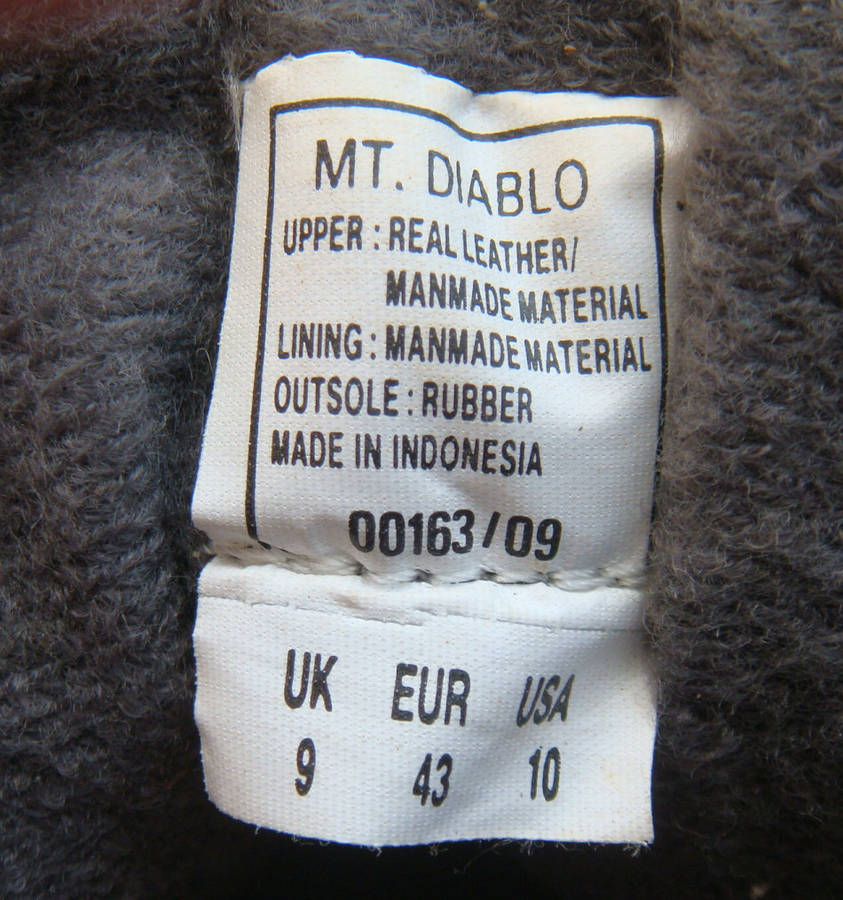 MT. DIABLO
UPPER : REAL LEATHER/
MANMADE MATERIAL
LINING : MANMADE MATERIAL
OUTSOLE : RUBBER
MADE IN INDONESIA
00163 / 09
UK EUR USA
9 43 10